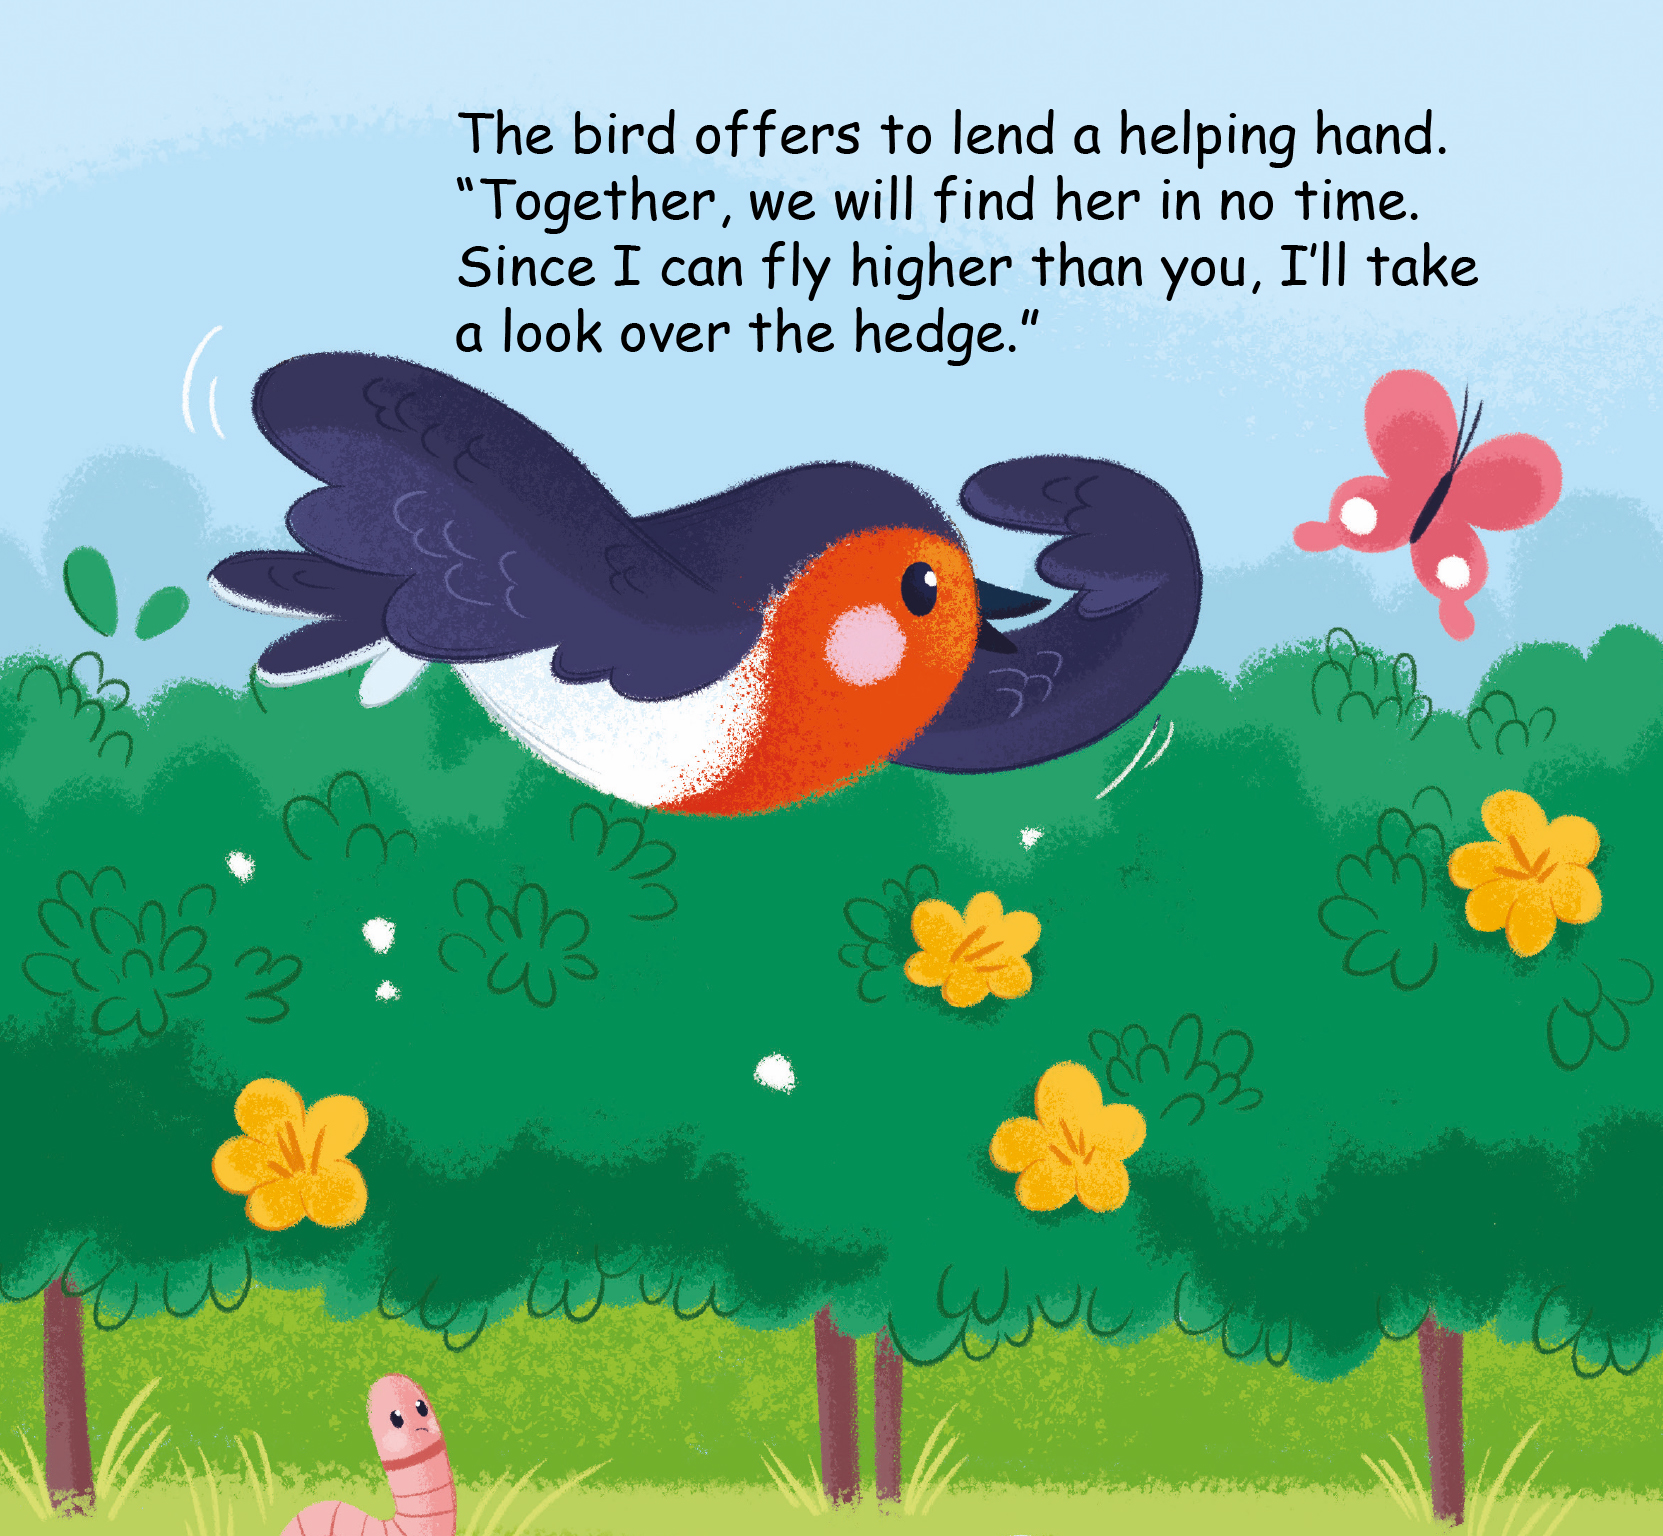 The bird offers to lend a helping hand.
“Together, we will find her in no time.
Since I can fly higher than you, I’ll take
a look over the hedge.”